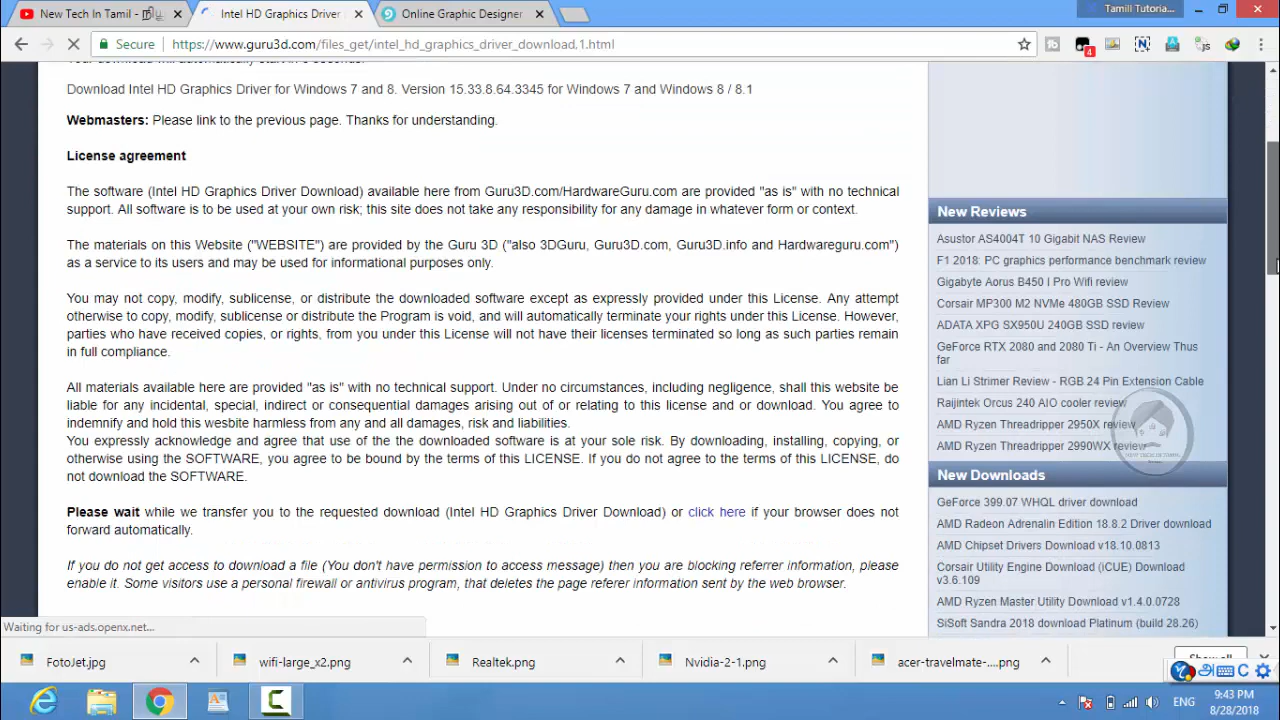 New Tech In Tamil -
Intel HD Graphics Driver
Online Graphic Designer
Tamill Tutoria...
Secure
https://www.guru3d.com/files_get/intel_hd_graphics_driver_download,1.html
4
Your download will automatically start in 5 seconds.
Download Intel HD Graphics Driver for Windows 7 and 8. Version 15.33.8.64.3345 for Windows 7 and Windows 8 / 8.1
Webmasters: Please link to the previous page. Thanks for understanding.
License agreement
The software (Intel HD Graphics Driver Download) available here from Guru3D.com/HardwareGuru.com are provided "as is" with no technical
support. All software is to be used at your own risk; this site does not take any responsibility for any damage in whatever form or context.
The materials on this Website ("WEBSITE") are provided by the Guru 3D ("also 3DGuru, Guru3D.com, Guru3D.info and Hardwareguru.com")
as a service to its users and may be used for informational purposes only.
You may not copy, modify, sublicense, or distribute the downloaded software except as expressly provided under this License. Any attempt
otherwise to copy, modify, sublicense or distribute the Program is void, and will automatically terminate your rights under this License. However,
parties who have received copies, or rights, from you under this License will not have their licenses terminated so long as such parties remain
in full compliance.
All materials available here are provided "as is" with no technical support. Under no circumstances, including negligence, shall this website be
liable for any incidental, special, indirect or consequential damages arising out of or relating to this license and or download. You agree to
indemnify and hold this wesbite harmless from any and all damages, risk and liabilities.
You expressly acknowledge and agree that use of the the downloaded software is at your sole risk. By downloading, installing, copying, or
otherwise using the SOFTWARE, you agree to be bound by the terms of this LICENSE. If you do not agree to the terms of this LICENSE, do
not download the SOFTWARE.
Please wait while we transfer you to the requested download (Intel HD Graphics Driver Download) or click here if your browser does not
forward automatically.
If you do not get access to download a file (You don't have permission to access message) then you are blocking referrer information, please
enable it. Some visitors use a personal firewall or antivirus program, that deletes the page referer information sent by the web browser.
New Reviews
Asustor AS4004T 10 Gigabit NAS Review
F1 2018: PC graphics performance benchmark review
Gigabyte Aorus B450 I Pro Wifi review
Corsair MP300 M2 NVMe 480GB SSD Review
ADATA XPG SX950U 240GB SSD review
GeForce RTX 2080 and 2080 Ti - An Overview Thus
far
Lian Li Strimer Review - RGB 24 Pin Extension Cable
Raijintek Orcus 240 AIO cooler review
AMD Ryzen Threadripper 2950X review
AMD Ryzen Threadripper 2990WX review
New Downloads
GeForce 399.07 WHQL driver download
AMD Radeon Adrenalin Edition 18.8.2 Driver download
AMD Chipset Drivers Download v18.10.0813
Corsair Utility Engine Download (iCUE) Download
v3.6.109
AMD Ryzen Master Utility Download v1.4.0.0728
SiSoft Sandra 2018 download Platinum (build 28.26)
Waiting for us-ads.openx.net...
FotoJet.jpg
wifi-large_x2.png
Realtek.png
Nvidia-2-1.png
acer-travelmate-....png
Show all
ENG
9:43 PM
8/28/2018